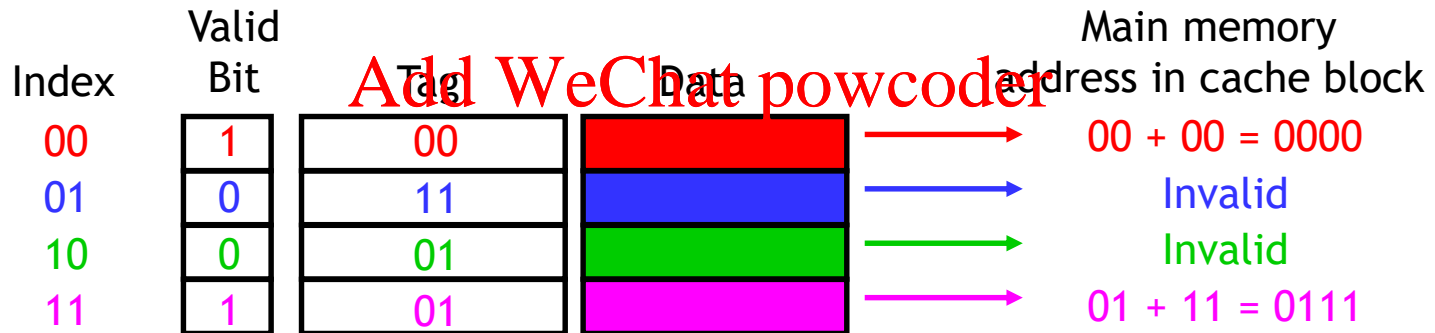 Valid
Bit
Index
Tag
Data
Main memory
address in cache block
Add WeChat powcoder
00 1 00 00 + 00 = 0000
01 0 11 Invalid
10 0 01 Invalid
11 1 01 01 + 11 = 0111